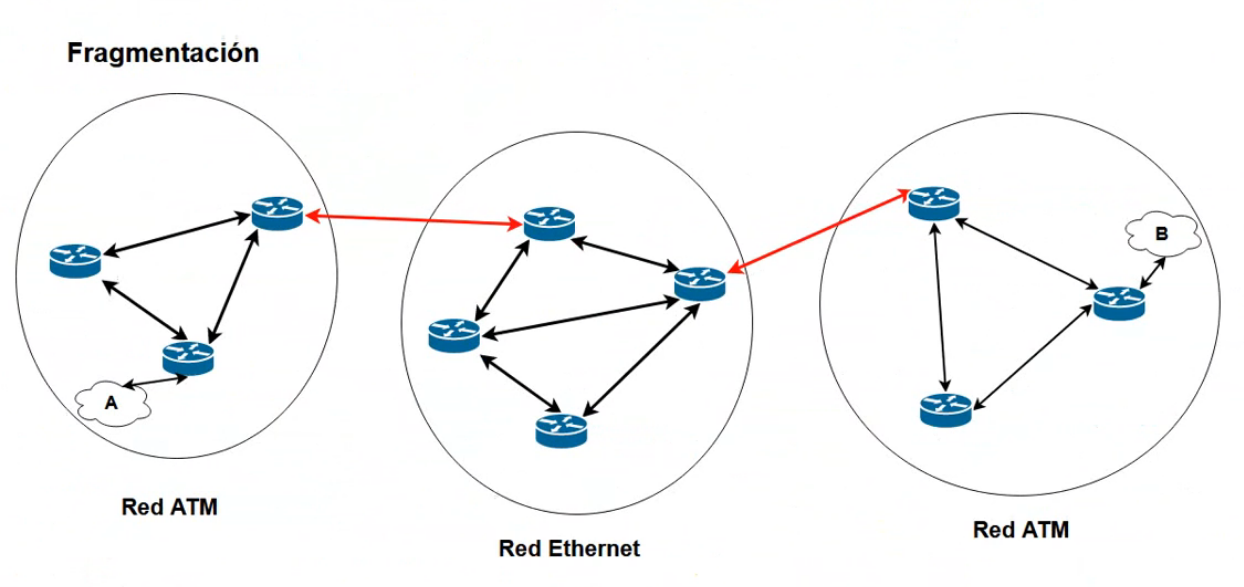 Fragmentación
A
B
Red ATM
Red Ethernet
Red ATM